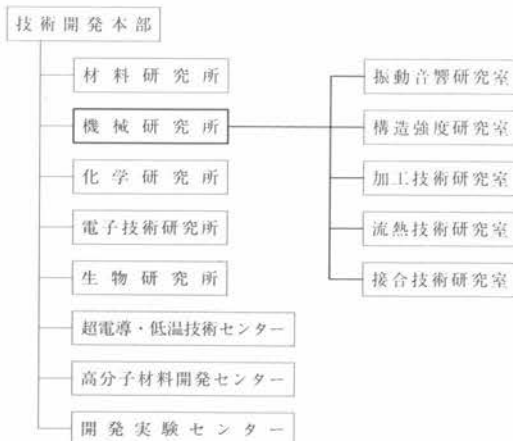 技術開発本部
材料研究所
機械研究所
化学研究所
電子技術研究所
生物研究所
超電導・低温技術センター
高分子材料開発センター
開発実験センター
振動音響研究室
構造強度研究室
加工技術研究室
流熱技術研究室
接合技術研究室